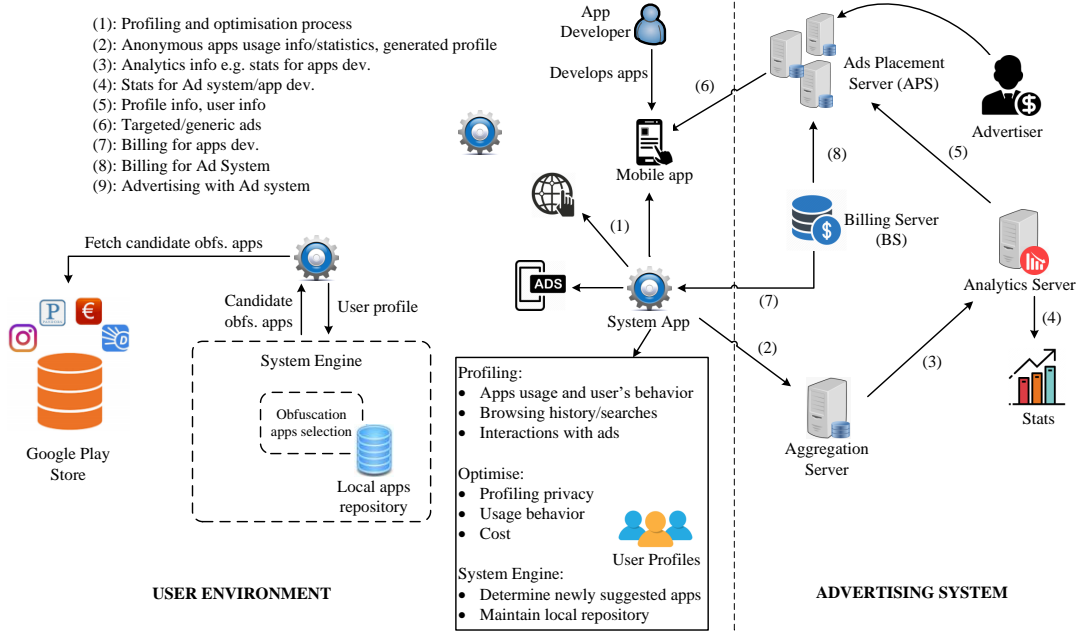 (1): Profiling and optimisation process
(2): Anonymous apps usage info/statistics, generated profile
(3): Analytics info e.g. stats for apps dev.
(4): Stats for Ad system/app dev.
(5): Profile info, user info
(6): Targeted/generic ads
(7): Billing for apps dev.
(8): Billing for Ad System
(9): Advertising with Ad system
App
Developer
Develops apps
Mobile app
(6)
Ads Placement
Server (APS)
Advertiser
(8)
(5)
Billing Server
(BS)
Analytics Server
(4)
Stats
(1)
ADS
System App
(7)
(2)
(3)
Aggregation
Server
Fetch candidate obfs. apps
Candidate
obfs. apps
User profile
P
€
D
Google Play
Store
System Engine
Obfuscation
apps selection
Local apps
repository
Profiling:
• Apps usage and user's behavior
• Browsing history/searches
• Interactions with ads
Optimise:
• Profiling privacy
• Usage behavior
• Cost
User Profiles
System Engine:
• Determine newly suggested apps
• Maintain local repository
USER ENVIRONMENT
ADVERTISING SYSTEM